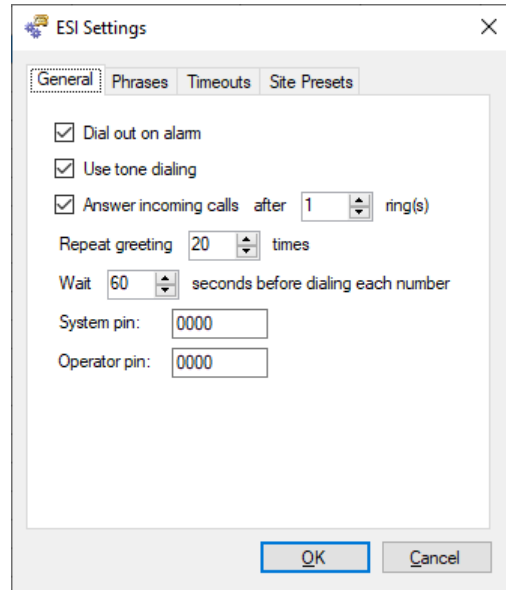 ESI Settings
General Phrases Timeouts Site Presets
Dial out on alarm
Use tone dialing
Answer incoming calls after 1 ring(s)
Repeat greeting 20 times
Wait 60 seconds before dialing each number
System pin: 0000
Operator pin: 0000
OK Cancel